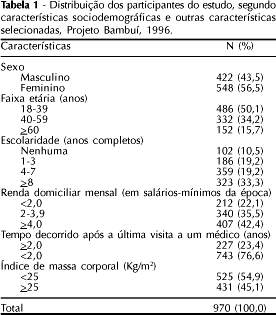 Tabela 1 - Distribuição dos participantes do estudo, segundo
características sociodemográficas e outras características
selecionadas, Projeto Bambuí, 1996.
Características N (%)
Sexo
Masculino 422 (43,5)
Feminino 548 (56,5)
Faixa etária (anos)
18-39 486 (50,1)
40-59 332 (34,2)
≥60 152 (15,7)
Escolaridade (anos completos)
Nenhuma 102 (10,5)
1-3 186 (19,2)
4-7 359 (19,2)
≥8 323 (33,3)
Renda domiciliar mensal (em salários-mínimos da época)
<2,0 212 (22,1)
2-3,9 340 (35,5)
≥4,0 407 (42,4)
Tempo decorrido após a última visita a um médico (anos)
≥2,0 227 (23,4)
<2,0 743 (76,6)
Índice de massa corporal (Kg/m²)
<25 525 (54,9)
≥25 431 (45,1)
Total 970 (100,0)